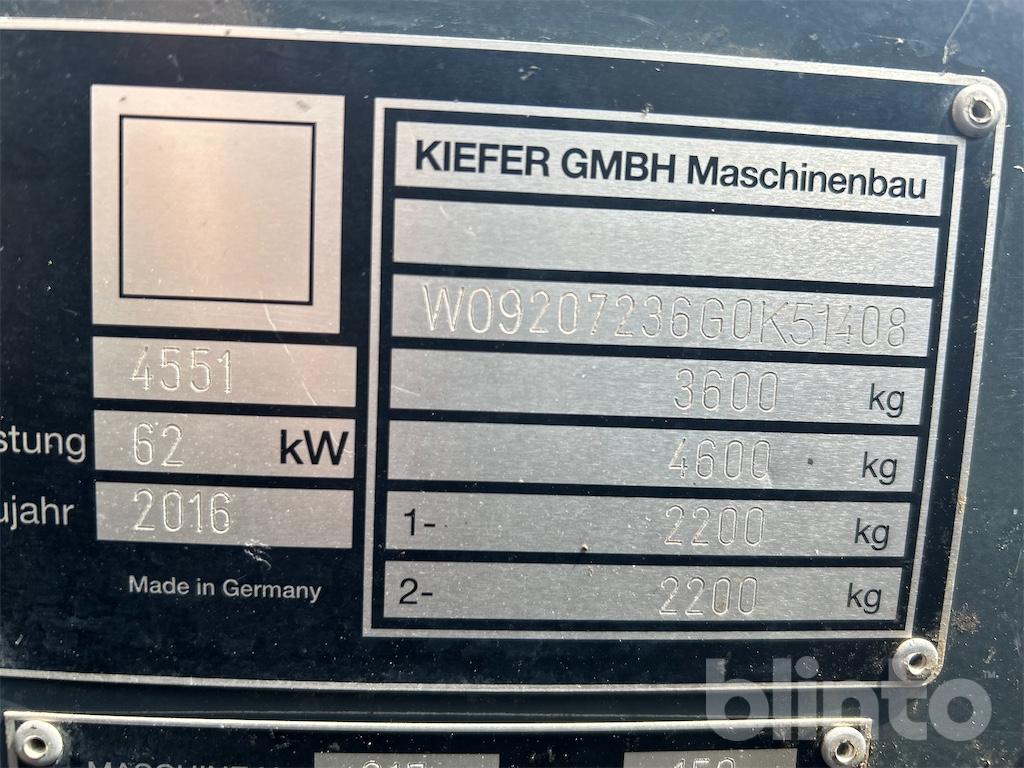 KIEFER GMBH Maschinenbau
W09207236G0K51408
4551
3600 kg
stung 62 kW
4600 kg
ujahr 2016
1- 2200 kg
Made in Germany
2- 2200 kg
blinto™